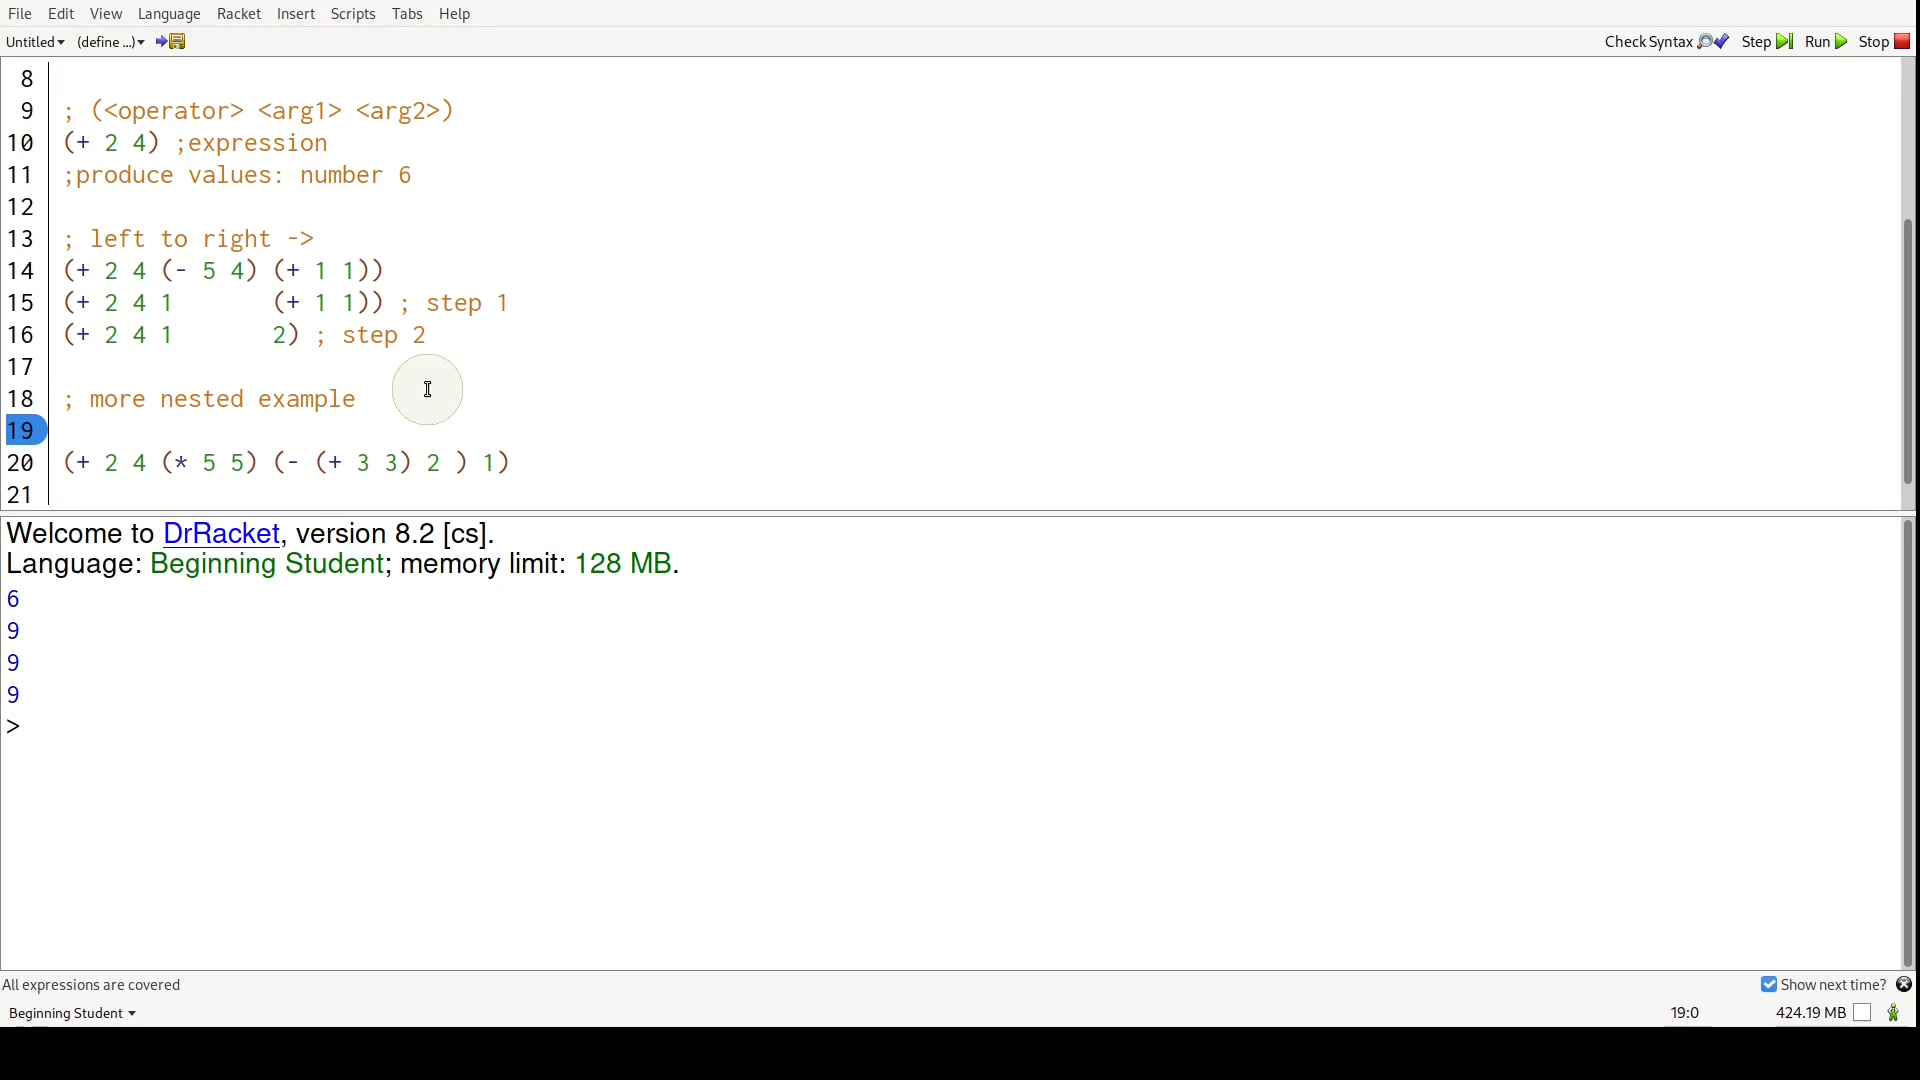 File Edit View Language Racket Insert Scripts Tabs Help
Untitled (define ...) Check Syntax Step Run Stop
8
9 ; (<operator> <arg1> <arg2>)
10 (+ 2 4) ;expression
11 ;produce values: number 6
12
13 ; left to right ->
14 (+ 2 4 (- 5 4) (+ 1 1))
15 (+ 2 4 1       (+ 1 1)) ; step 1
16 (+ 2 4 1       2) ; step 2
17
18 ; more nested example
19
20 (+ 2 4 (* 5 5) (- (+ 3 3) 2 ) 1)
21
Welcome to DrRacket, version 8.2 [cs].
Language: Beginning Student; memory limit: 128 MB.
6
9
9
9
>
All expressions are covered Show next time?
Beginning Student 19:0 424.19 MB